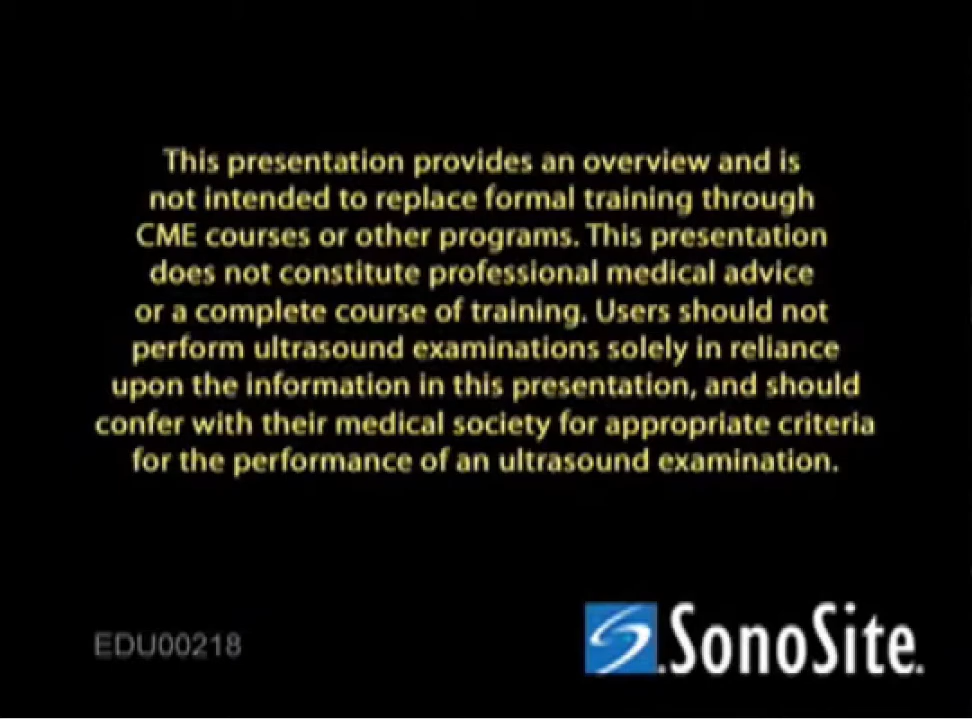 This presentation provides an overview and is
not intended to replace formal training through
CME courses or other programs. This presentation
does not constitute professional medical advice
or a complete course of training. Users should not
perform ultrasound examinations solely in reliance
upon the information in this presentation, and should
confer with their medical society for appropriate criteria
for the performance of an ultrasound examination.
EDU00218
SonoSite.